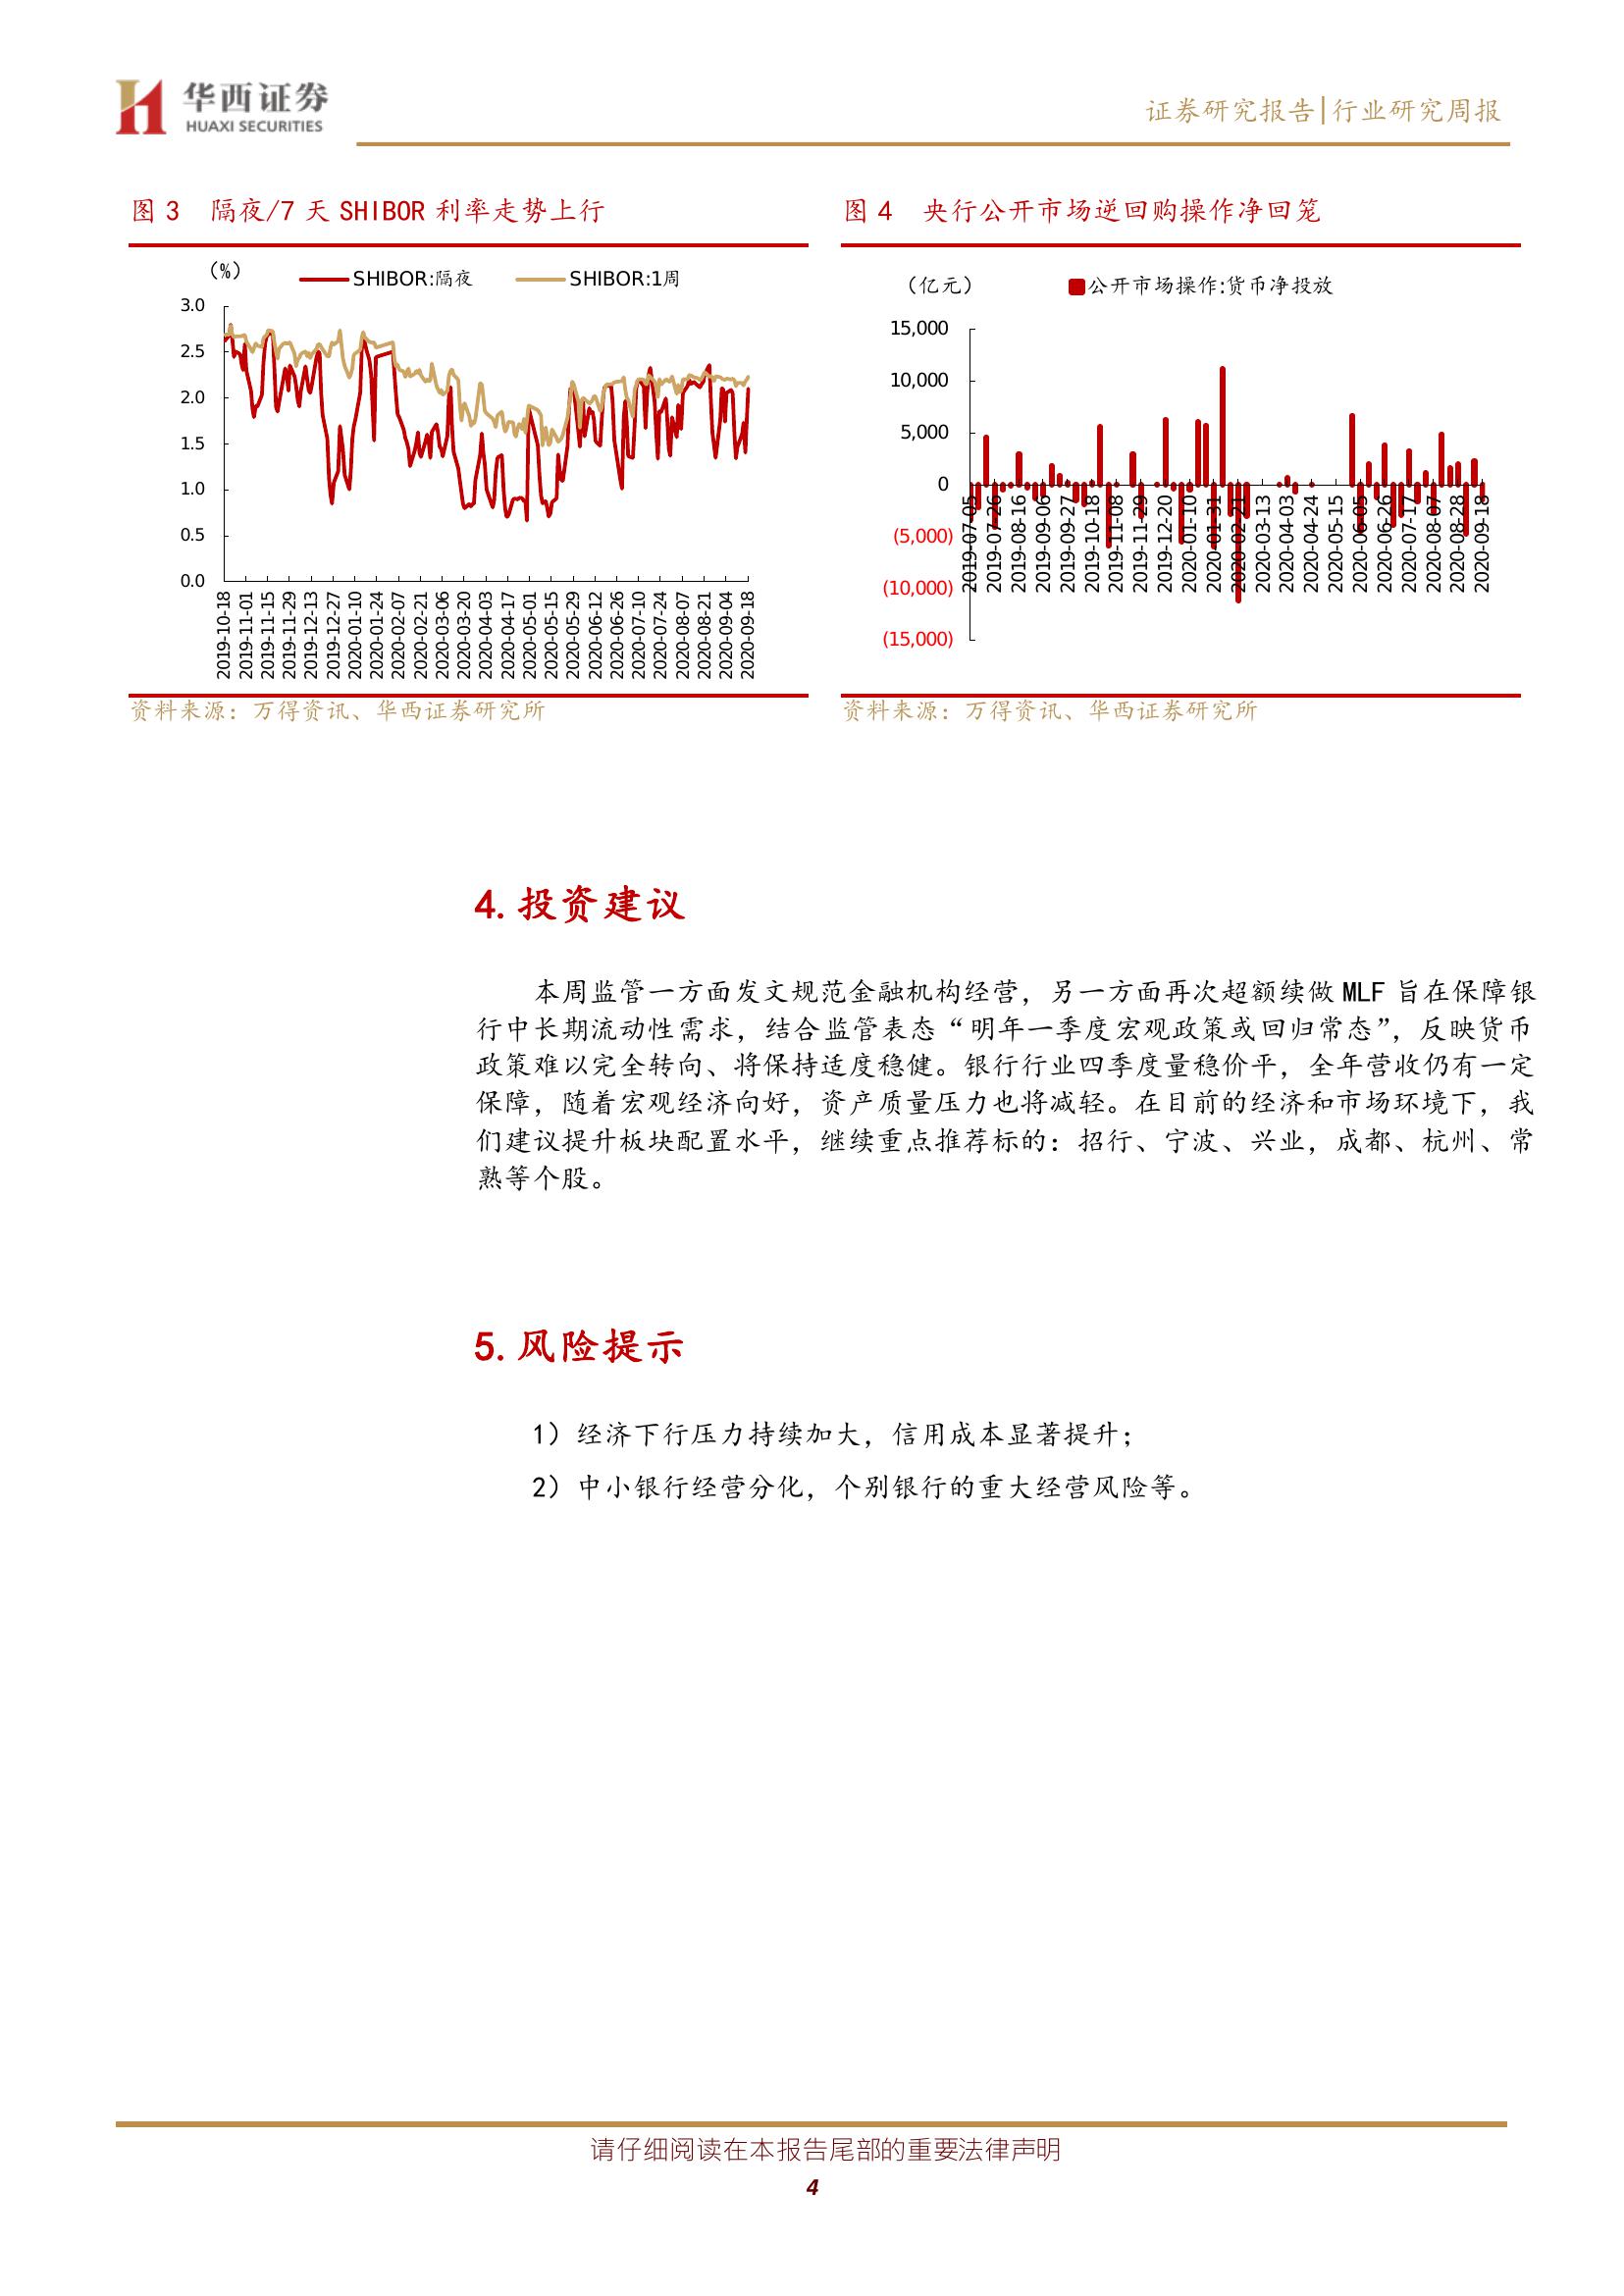 华西证券
HUAXI SECURITIES
证券研究报告|行业研究周报
图 3 隔夜/7 天 SHIBOR 利率走势上行
（%）
SHIBOR:隔夜
SHIBOR:1周
3.0
2.5
2.0
1.5
1.0
0.5
0.0
2019-10-18
2019-11-01
2019-11-15
2019-11-29
2019-12-13
2019-12-27
2020-01-10
2020-01-24
2020-02-07
2020-02-21
2020-03-06
2020-03-20
2020-04-03
2020-04-17
2020-05-01
2020-05-15
2020-05-29
2020-06-12
2020-06-26
2020-07-10
2020-07-24
2020-08-07
2020-08-21
2020-09-04
2020-09-18
资料来源：万得资讯、华西证券研究所
图 4 央行公开市场逆回购操作净回笼
（亿元）
公开市场操作:货币净投放
15,000
10,000
5,000
0
(5,000)
(10,000)
(15,000)
2019-07-05
2019-07-26
2019-08-16
2019-09-06
2019-09-27
2019-10-18
2019-11-08
2019-11-29
2019-12-20
2020-01-10
2020-01-31
2020-02-21
2020-03-13
2020-04-03
2020-04-24
2020-05-15
2020-06-05
2020-06-26
2020-07-17
2020-08-07
2020-08-28
2020-09-18
资料来源：万得资讯、华西证券研究所
4.投资建议
本周监管一方面发文规范金融机构经营，另一方面再次超额续做 MLF 旨在保障银
行中长期流动性需求，结合监管表态“明年一季度宏观政策或回归常态”，反映货币
政策难以完全转向、将保持适度稳健。银行行业四季度量稳价平，全年营收仍有一定
保障，随着宏观经济向好，资产质量压力也将减轻。在目前的经济和市场环境下，我
们建议提升板块配置水平，继续重点推荐标的：招行、宁波、兴业，成都、杭州、常
熟等个股。
5.风险提示
1）经济下行压力持续加大，信用成本显著提升；
2）中小银行经营分化，个别银行的重大经营风险等。
请仔细阅读在本报告尾部的重要法律声明
4